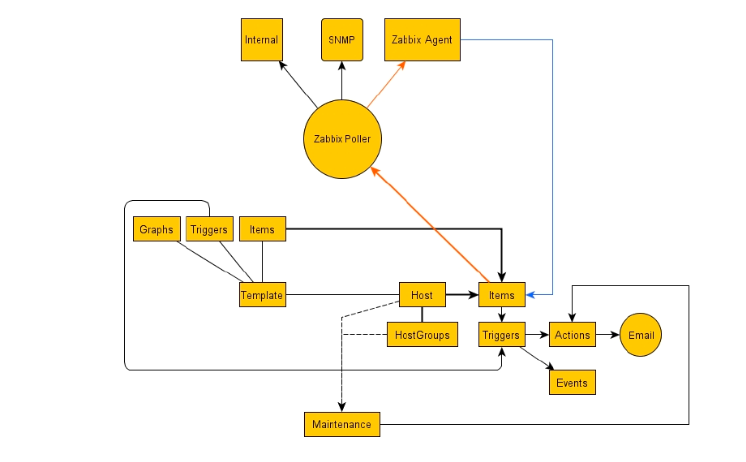 Internal
SNMP
Zabbix Agent
Zabbix Poller
Graphs
Triggers
Items
Template
Host
Items
HostGroups
Triggers
Actions
Email
Events
Maintenance